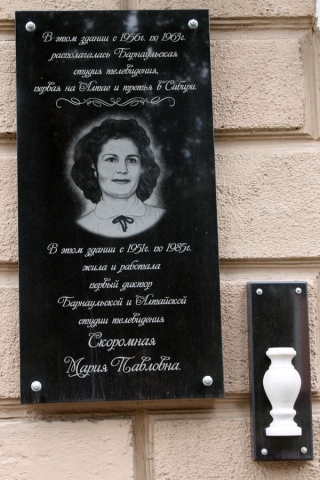 В этом здании с 1956г. по 1963г.
располагалась Барнаульская
студия телевидения,
первая на Алтае и третья в Сибири.
В этом здании с 1951г. по 1985г.
жила и работала
первый диктор
Барнаульской и Алтайской
студии телевидения
Скоромная
Мария Павловна.